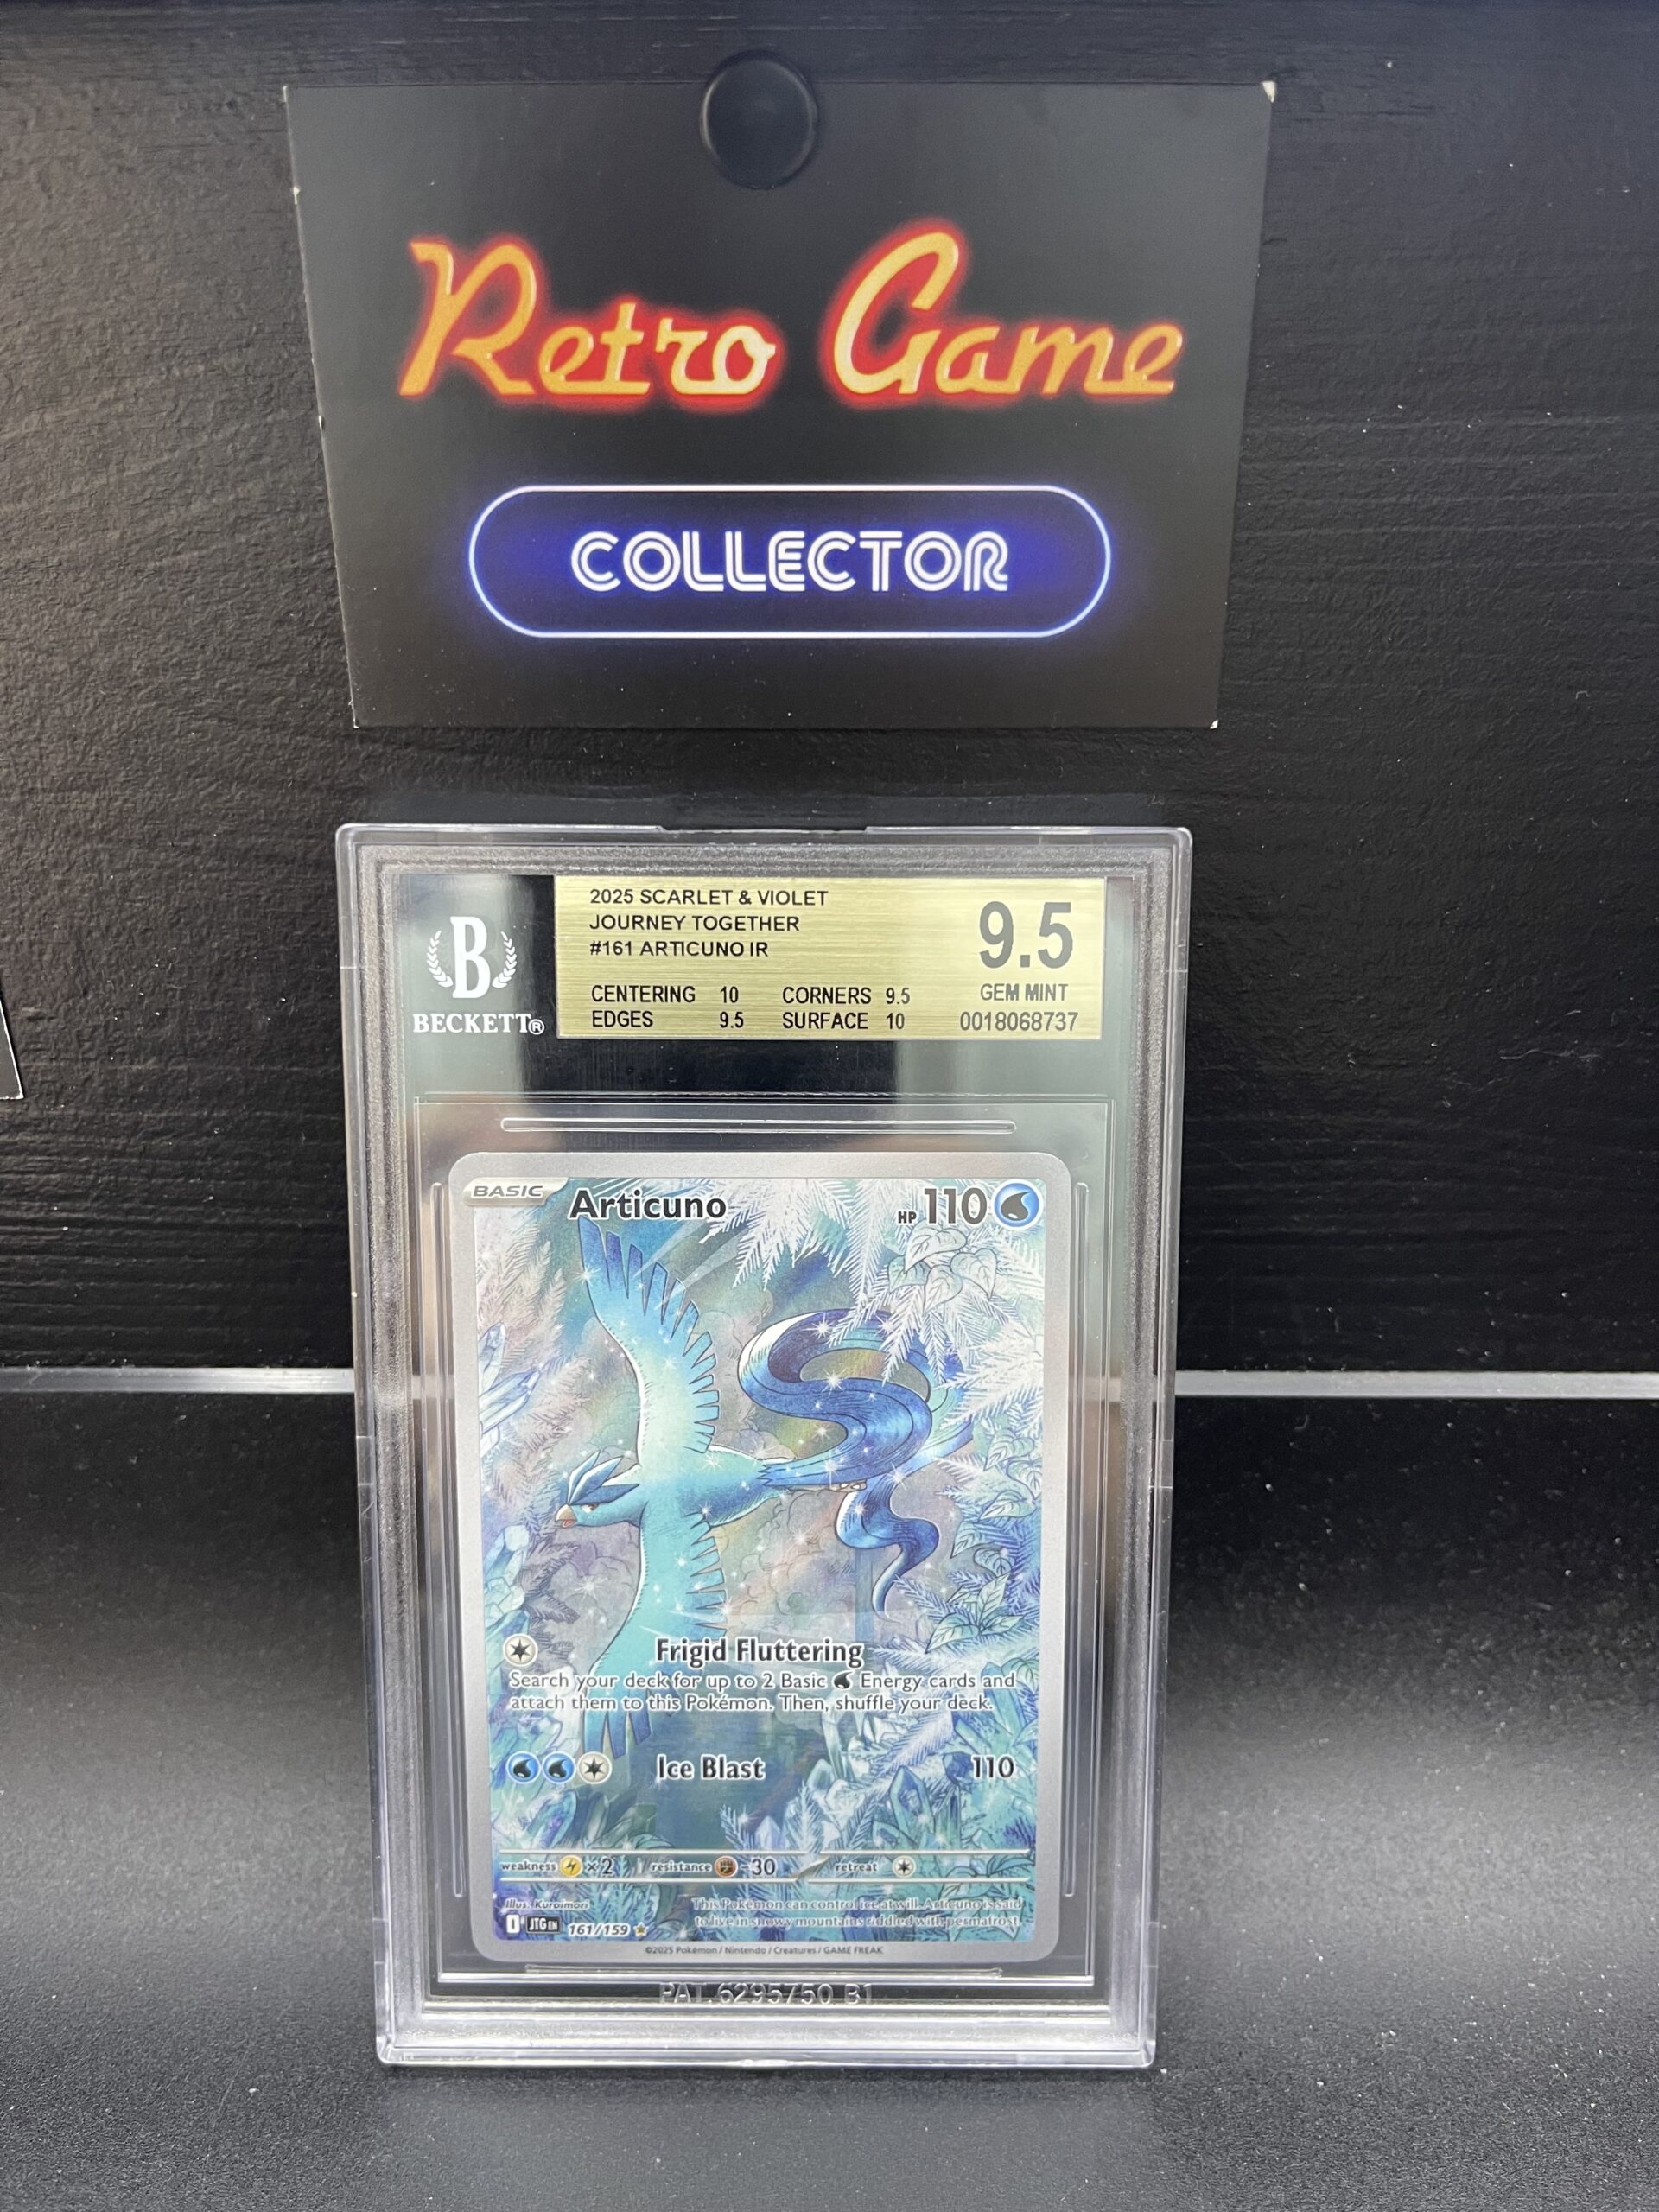 Retro Game
COLLECTOR
2025 SCARLET & VIOLET
JOURNEY TOGETHER
#161 ARTICUNO IR
9.5
GEM MINT
0018068737
CENTERING 10 CORNERS 9.5
EDGES 9.5 SURFACE 10
B
BECKETT®
BASIC Articuno HP 110
Frigid Fluttering
Search your deck for up to 2 Basic Energy cards and
attach them to this Pokémon. Then, shuffle your deck.
Ice Blast 110
weakness ×2 resistance -30 retreat
Illus. Kuroimori
This Pokémon can control ice at will. Articuno is said
to live in snowy mountains riddled with permafrost.
JTG EN 161/159
©2025 Pokémon / Nintendo / Creatures / GAME FREAK
PAT. 6295750 B1